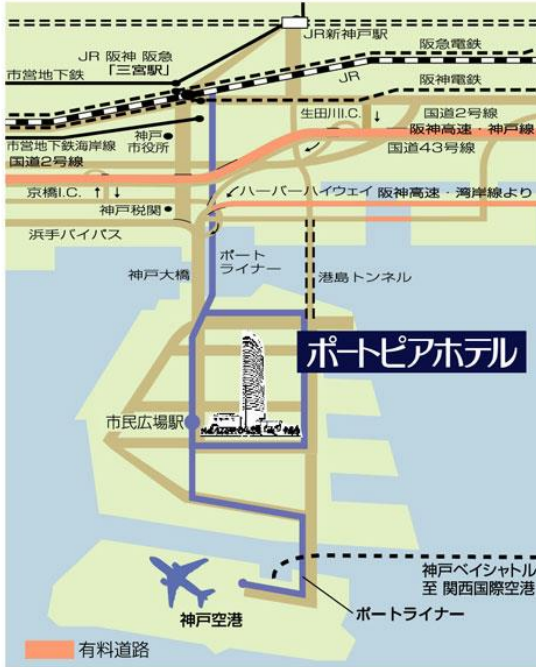 JR新神戸駅
JR 阪神 阪急
「三宮駅」
阪急電鉄
市営地下鉄
JR
阪神電鉄
生田川I.C.
国道2号線
市営地下鉄海岸線
神戸
市役所
阪神高速・神戸線
国道2号線
国道43号線
京橋I.C.
ハーバーハイウェイ
阪神高速・湾岸線より
神戸税関
浜手バイパス
ポート
ライナー
神戸大橋
港島トンネル
ポートピアホテル
市民広場駅
神戸ベイシャトル
至 関西国際空港
神戸空港
ポートライナー
有料道路